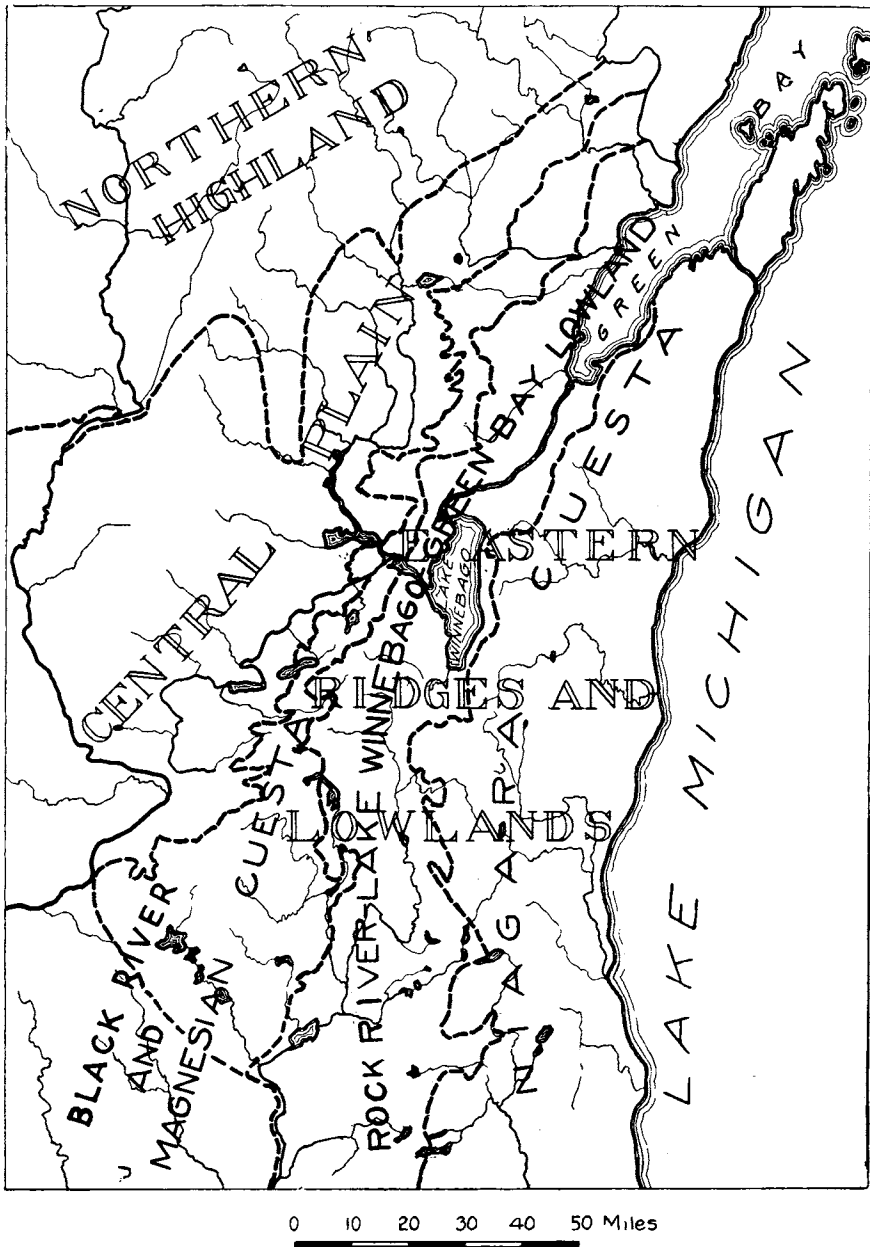 NORTHERN
HIGHLAND
BAY
GREEN
GREEN BAY LOWLAND
PLAIN
CUESTA
LAKE MICHIGAN
EASTERN
LAKE
WINNEBAGO
CENTRAL
RIDGES AND
LOWLANDS
CUESTA
NIAGARA
ROCK RIVER-LAKE WINNEBAGO-
BLACK RIVER
AND
MAGNESIAN
0 10 20 30 40 50 Miles